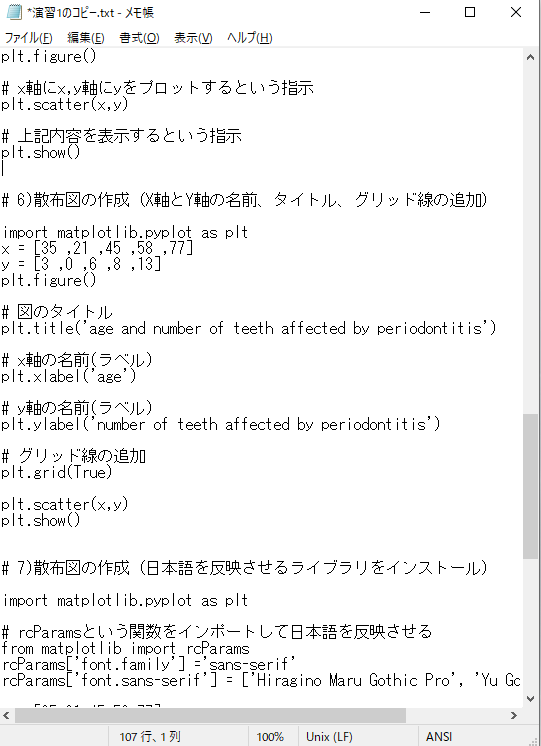 *演習1のコピー.txt - メモ帳
ファイル(F) 編集(E) 書式(O) 表示(V) ヘルプ(H)
plt.figure()
# x軸にx,y軸にyをプロットするという指示
plt.scatter(x,y)
# 上記内容を表示するという指示
plt.show()
# 6)散布図の作成 (X軸とY軸の名前、タイトル、グリッド線の追加)
import matplotlib.pyplot as plt
x = [35 ,21 ,45 ,58 ,77]
y = [3 ,0 ,6 ,8 ,13]
plt.figure()
# 図のタイトル
plt.title('age and number of teeth affected by periodontitis')
# x軸の名前(ラベル)
plt.xlabel('age')
# y軸の名前(ラベル)
plt.ylabel('number of teeth affected by periodontitis')
# グリッド線の追加
plt.grid(True)
plt.scatter(x,y)
plt.show()
# 7)散布図の作成 (日本語を反映させるライブラリをインストール)
import matplotlib.pyplot as plt
# rcParamsという関数をインポートして日本語を反映させる
from matplotlib import rcParams
rcParams['font.family'] ='sans-serif'
rcParams['font.sans-serif'] = ['Hiragino Maru Gothic Pro', 'Yu Go
107 行、1 列 100% Unix (LF) ANSI